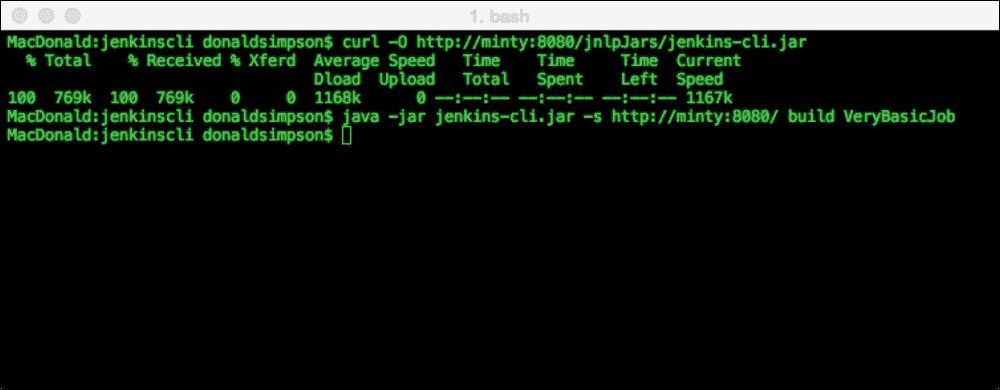 1. bash
MacDonald:jenkinscli donaldsimpson$ curl -O http://minty:8080/jnlpJars/jenkins-cli.jar
  % Total    % Received % Xferd  Average Speed   Time    Time     Time  Current
                                 Dload  Upload   Total   Spent    Left  Speed
100  769k  100  769k    0     0  1168k      0 --:--:-- --:--:-- --:--:-- 1167k
MacDonald:jenkinscli donaldsimpson$ java -jar jenkins-cli.jar -s http://minty:8080/ build VeryBasicJob
MacDonald:jenkinscli donaldsimpson$